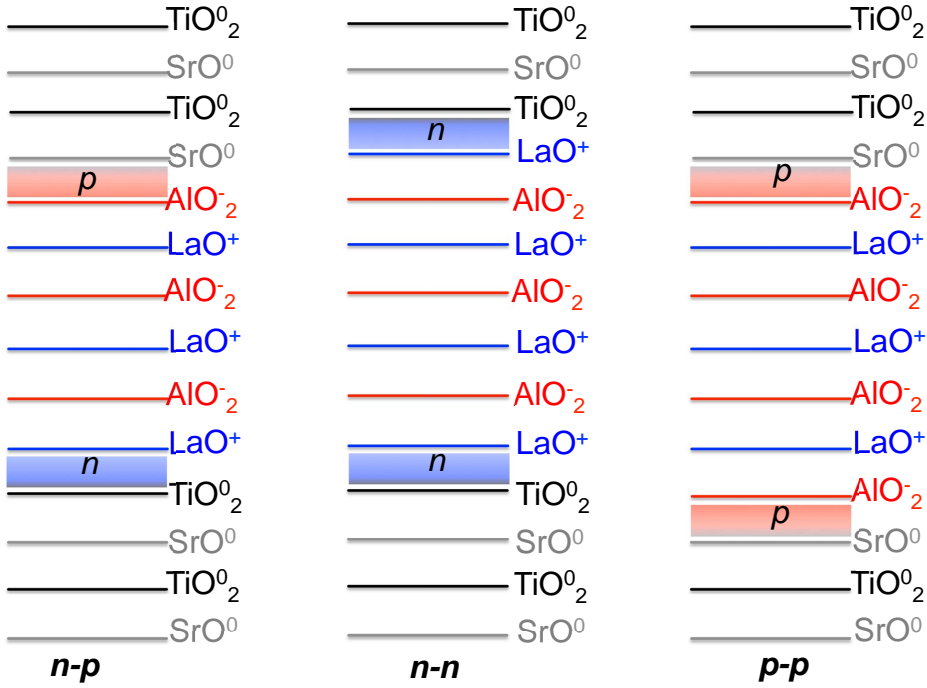 TiO⁰₂
SrO⁰
TiO⁰₂
SrO⁰
p
AlO⁻₂
LaO⁺
AlO⁻₂
LaO⁺
AlO⁻₂
LaO⁺
n
TiO⁰₂
SrO⁰
TiO⁰₂
SrO⁰
n-p
TiO⁰₂
SrO⁰
TiO⁰₂
n
LaO⁺
AlO⁻₂
LaO⁺
AlO⁻₂
LaO⁺
AlO⁻₂
LaO⁺
n
TiO⁰₂
SrO⁰
TiO⁰₂
SrO⁰
n-n
TiO⁰₂
SrO⁰
TiO⁰₂
SrO⁰
p
AlO⁻₂
LaO⁺
AlO⁻₂
LaO⁺
AlO⁻₂
LaO⁺
AlO⁻₂
p
SrO⁰
TiO⁰₂
SrO⁰
p-p